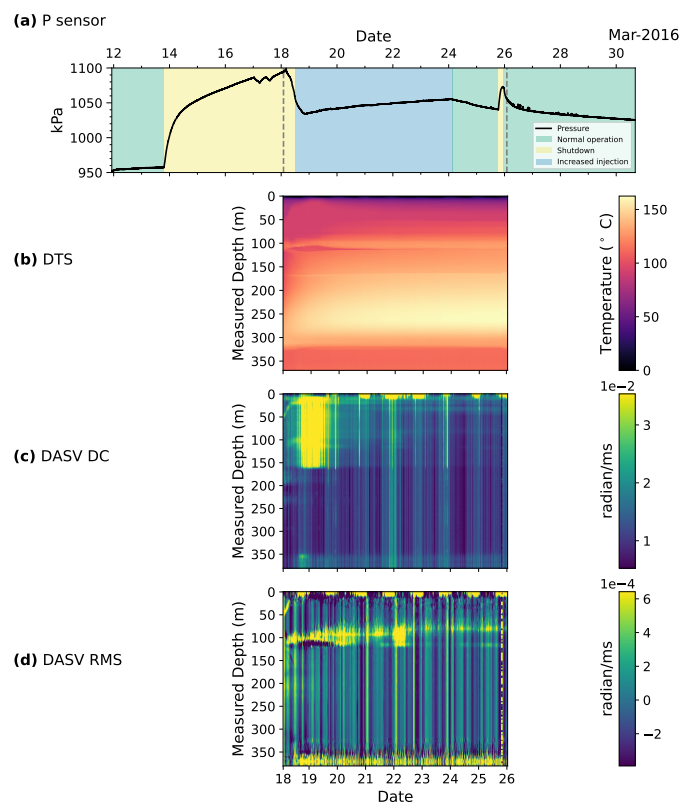 (a) P sensor
Date
Mar-2016
12 14 16 18 20 22 24 26 28 30
kPa
1100
1050
1000
950
Pressure
Normal operation
Shutdown
Increased injection
(b) DTS
Measured Depth (m)
0
50
100
150
200
250
300
350
Temperature (° C)
150
100
50
0
(c) DASV DC
Measured Depth (m)
0
50
100
150
200
250
300
350
1e−2
radian/ms
3
2
1
(d) DASV RMS
Measured Depth (m)
0
50
100
150
200
250
300
350
1e−4
radian/ms
6
4
2
0
−2
18 19 20 21 22 23 24 25 26
Date